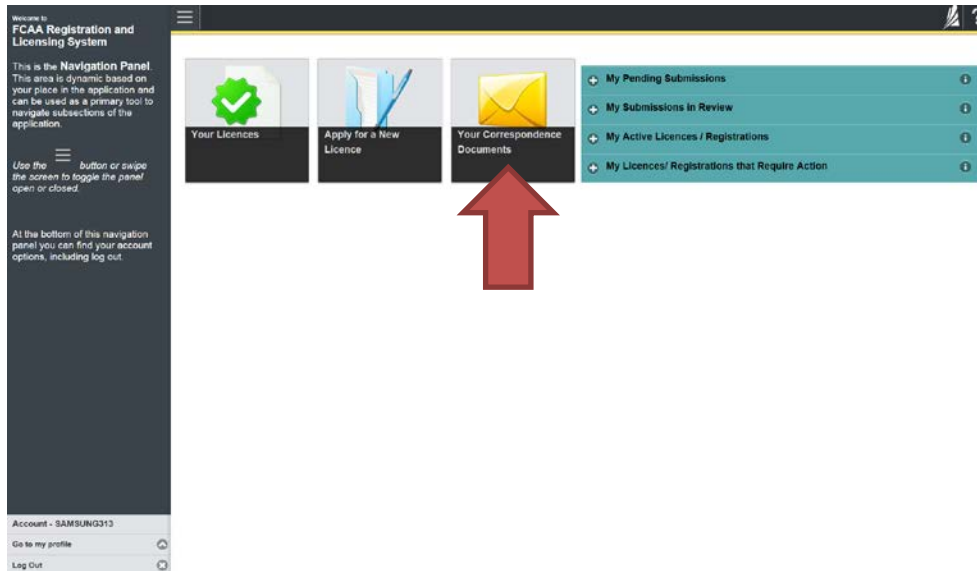 Welcome to
FCAA Registration and
Licensing System
This is the Navigation Panel.
This area is dynamic based on
your place in the application and
can be used as a primary tool to
navigate subsections of the
application.
Use the button or swipe
the screen to toggle the panel
open or closed.
At the bottom of this navigation
panel you can find your account
options, including log out.
Account - SAMSUNG313
Go to my profile
Log Out
?
Your Licences
Apply for a New
Licence
Your Correspondence
Documents
My Pending Submissions
My Submissions in Review
My Active Licences / Registrations
My Licences/ Registrations that Require Action